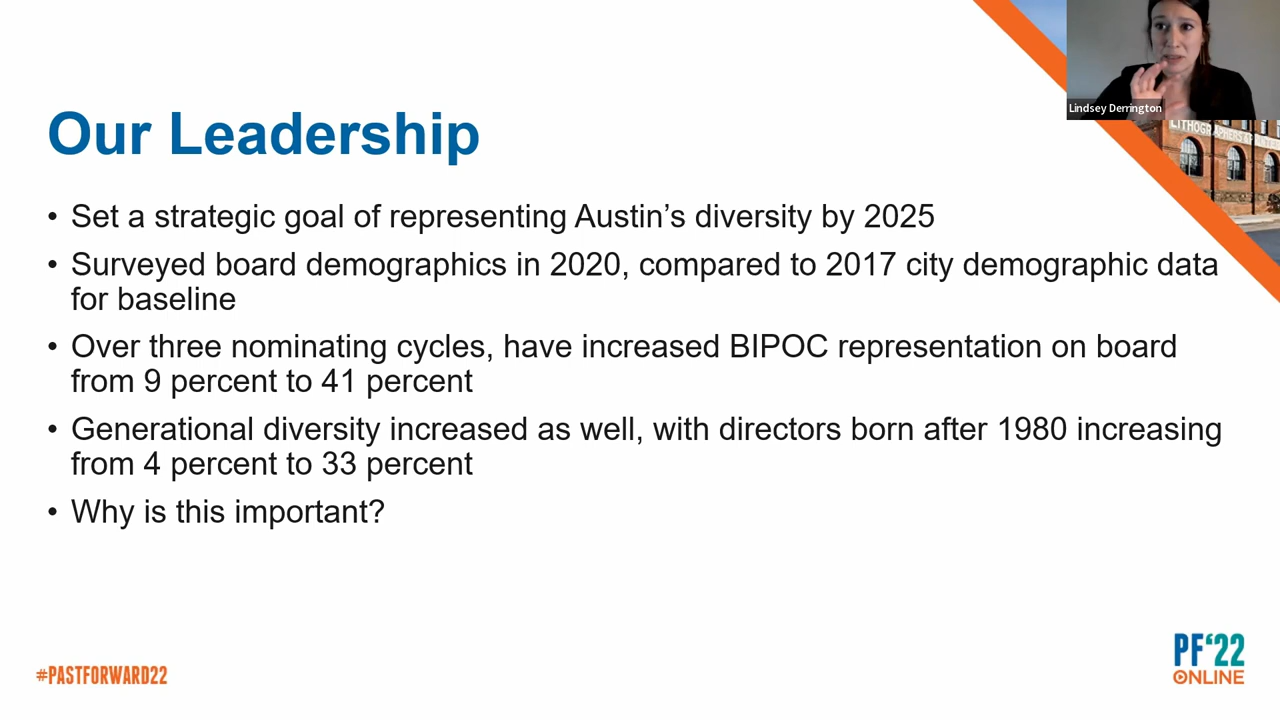 Lindsey Derrington
LITHOGRAPHERS
Our Leadership
• Set a strategic goal of representing Austin’s diversity by 2025
• Surveyed board demographics in 2020, compared to 2017 city demographic data
for baseline
• Over three nominating cycles, have increased BIPOC representation on board
from 9 percent to 41 percent
• Generational diversity increased as well, with directors born after 1980 increasing
from 4 percent to 33 percent
• Why is this important?
#PASTFORWARD22
PF‘22
ONLINE